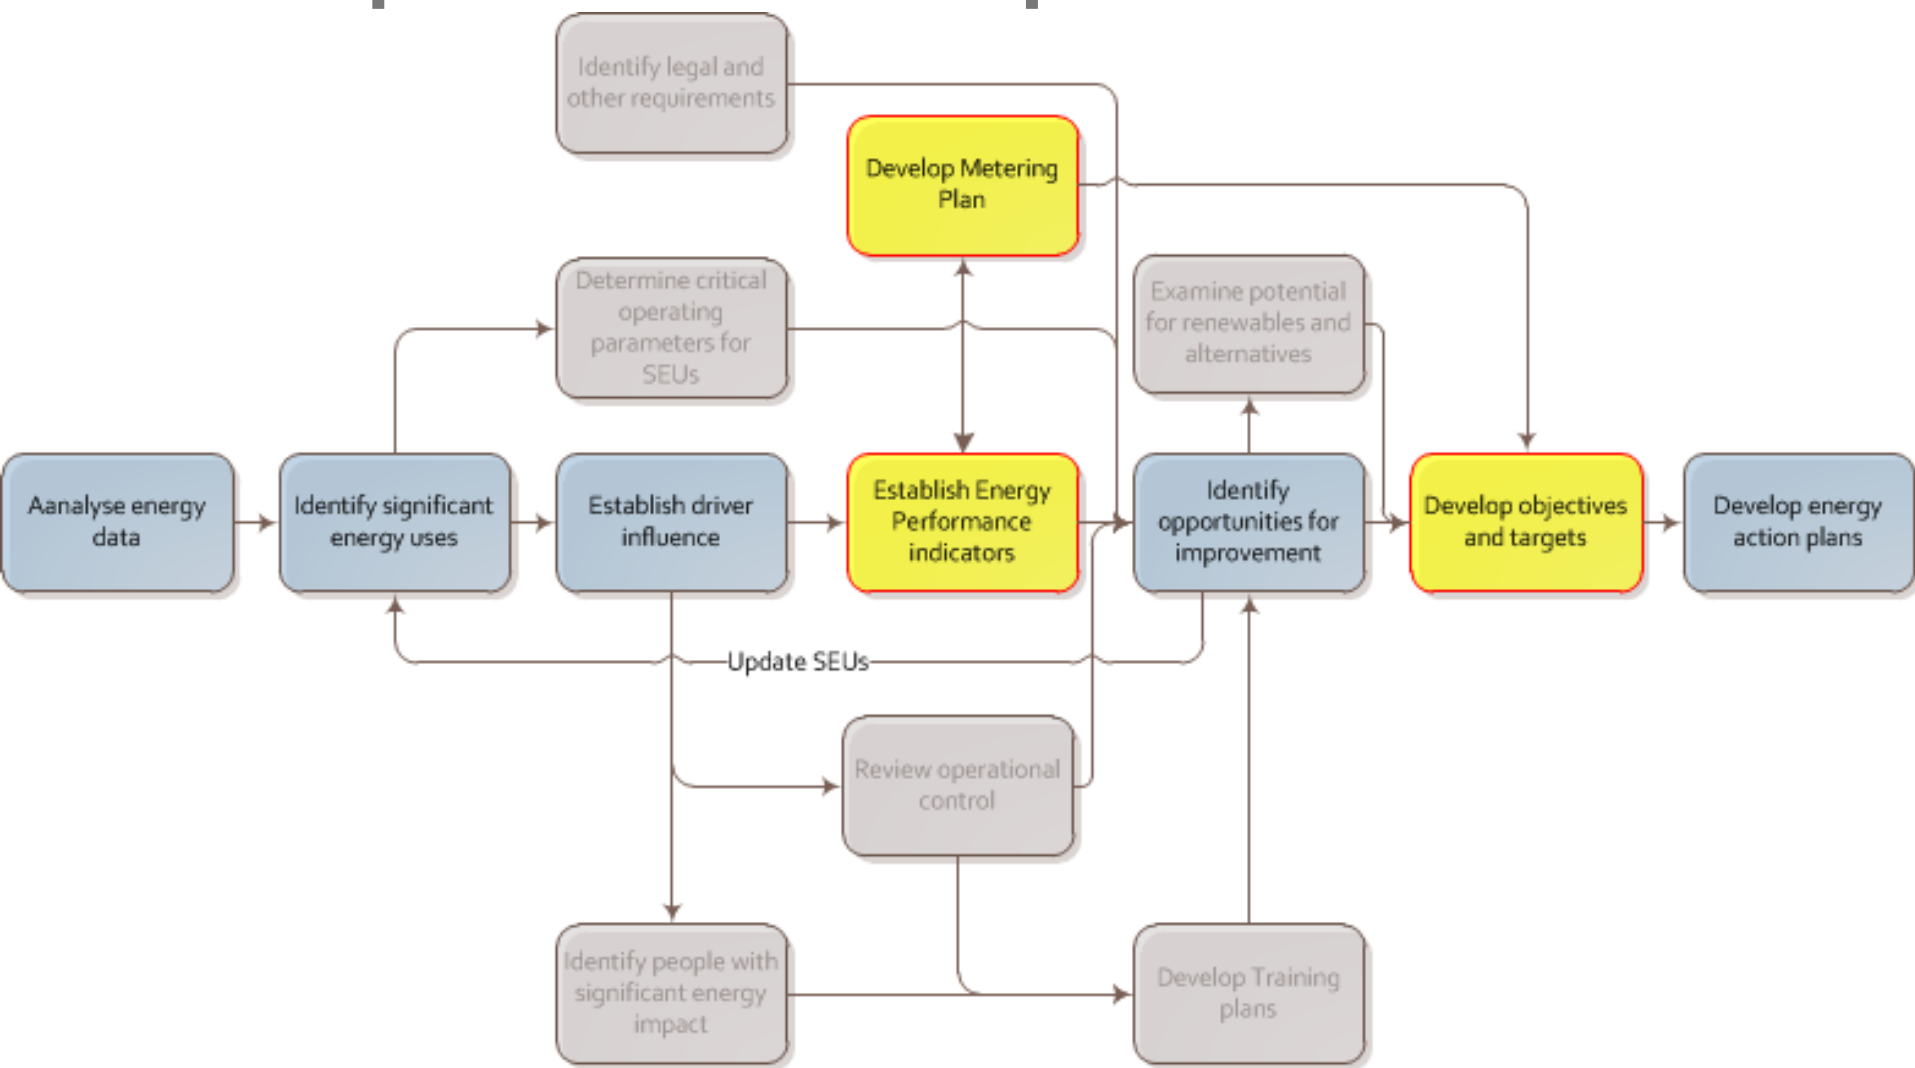 Identify legal and
other requirements
Develop Metering
Plan
Determine critical
operating
parameters for
SEUs
Examine potential
for renewables and
alternatives
Aanalyse energy
data
Identify significant
energy uses
Establish driver
influence
Establish Energy
Performance
indicators
Identify
opportunities for
improvement
Develop objectives
and targets
Develop energy
action plans
Update SEUs
Review operational
control
Identify people with
significant energy
impact
Develop Training
plans